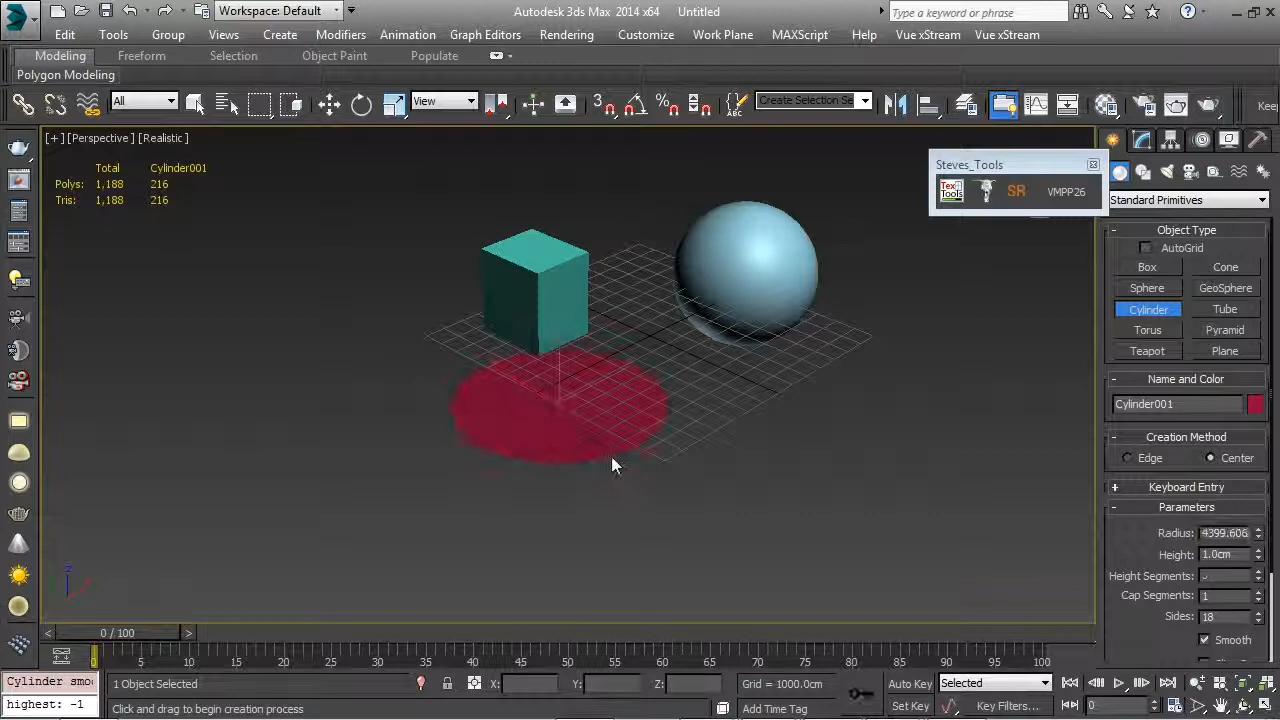 Workspace: Default
Autodesk 3ds Max 2014 x64 Untitled
Type a keyword or phrase
Edit Tools Group Views Create Modifiers Animation Graph Editors Rendering Customize Work Plane MAXScript Help Vue xStream Vue xStream
Modeling Freeform Selection Object Paint Populate
Polygon Modeling
All View Create Selection Se Keep
[+] [Perspective] [Realistic]
Total Cylinder001
Polys: 1,188 216
Tris: 1,188 216
Steves_Tools
Tex Tools SR VMPP26
Standard Primitives
- Object Type
AutoGrid
Box Cone
Sphere GeoSphere
Cylinder Tube
Torus Pyramid
Teapot Plane
- Name and Color
Cylinder001
- Creation Method
Edge Center
+ Keyboard Entry
- Parameters
Radius: 4399.606
Height: 1.0cm
Height Segments:
Cap Segments: 1
Sides: 18
Smooth
z
< 0 / 100 >
0 5 10 15 20 25 30 35 40 45 50 55 60 65 70 75 80 85 90 95 100
Cylinder smo
highest: -1
1 Object Selected
X: Y: Z: Grid = 1000.0cm
Auto Key Selected
Click and drag to begin creation process
Add Time Tag
Set Key Key Filters... 0